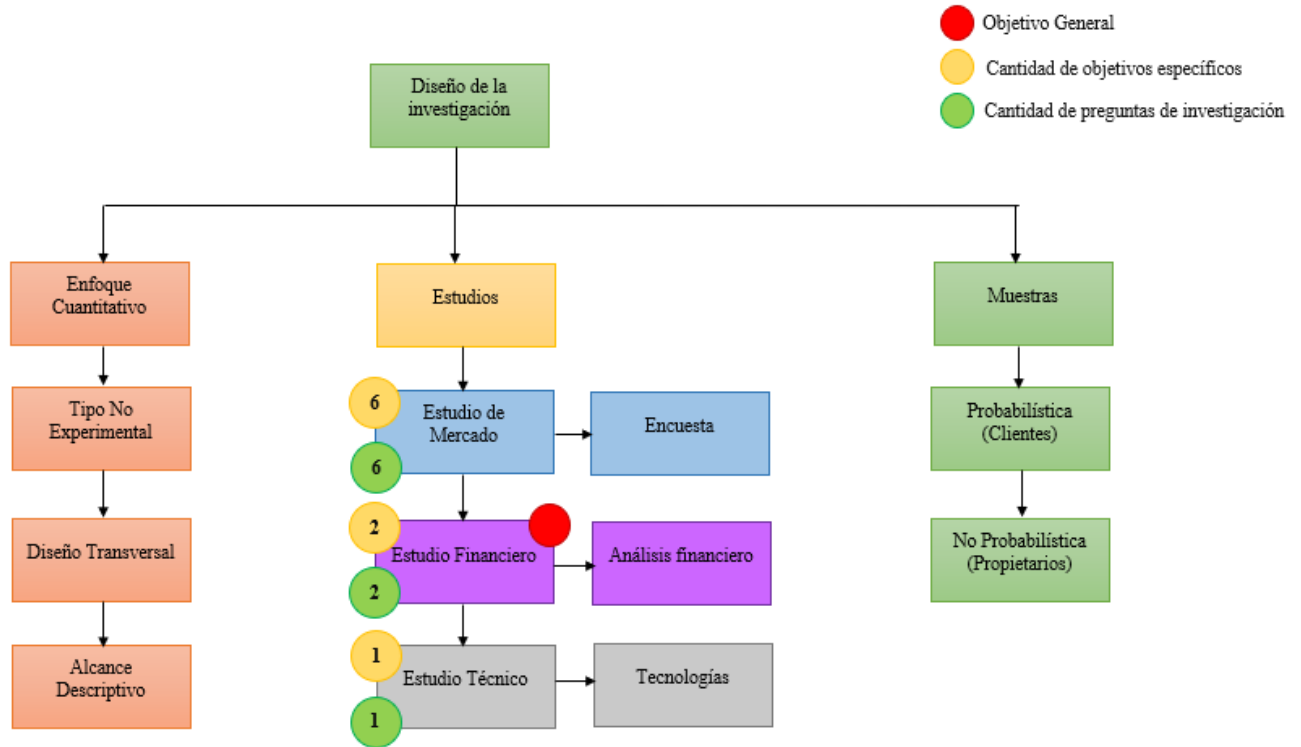 Objetivo General
Cantidad de objetivos específicos
Cantidad de preguntas de investigación
Diseño de la
investigación
Enfoque
Cuantitativo
Estudios
Muestras
Tipo No
Experimental
6
6
Estudio de
Mercado
Encuesta
Probabilística
(Clientes)
Diseño Transversal
2
2
Estudio Financiero
Análisis financiero
No Probabilística
(Propietarios)
Alcance
Descriptivo
1
1
Estudio Técnico
Tecnologías